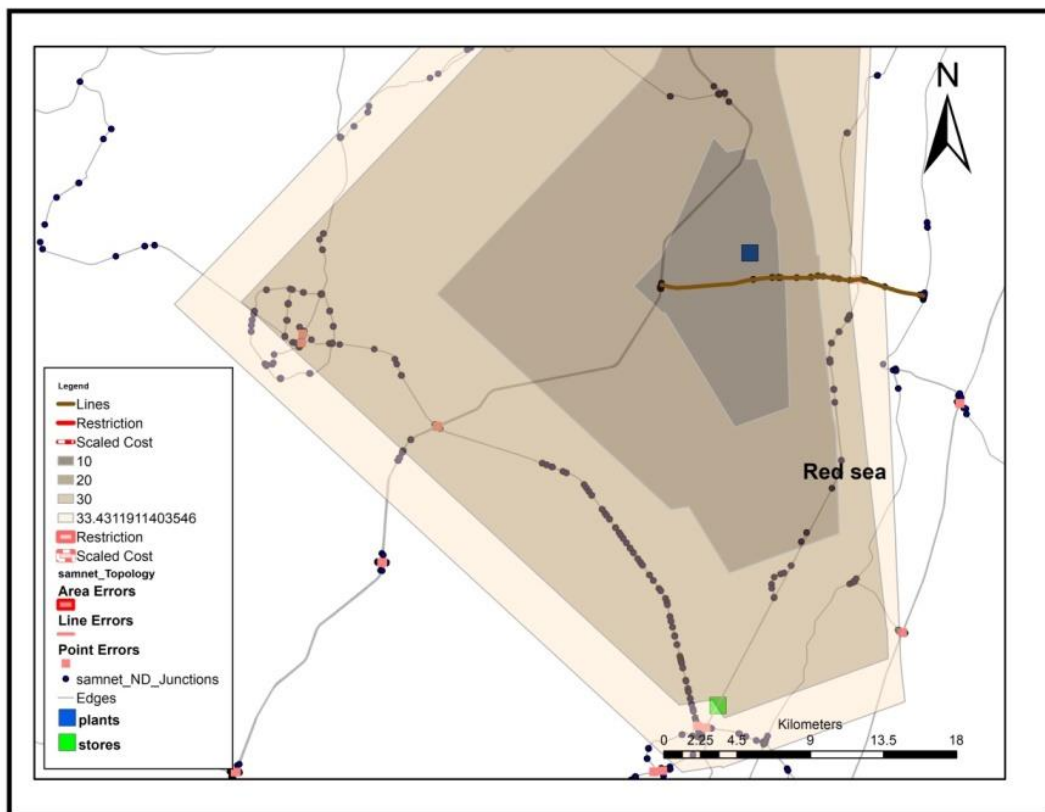 N
Red sea
Legend
Lines
Restriction
Scaled Cost
10
20
30
33.4311911403546
Restriction
Scaled Cost
samnet_Topology
Area Errors
Line Errors
Point Errors
samnet_ND_Junctions
Edges
plants
stores
Kilometers
0 2.25 4.5 9 13.5 18